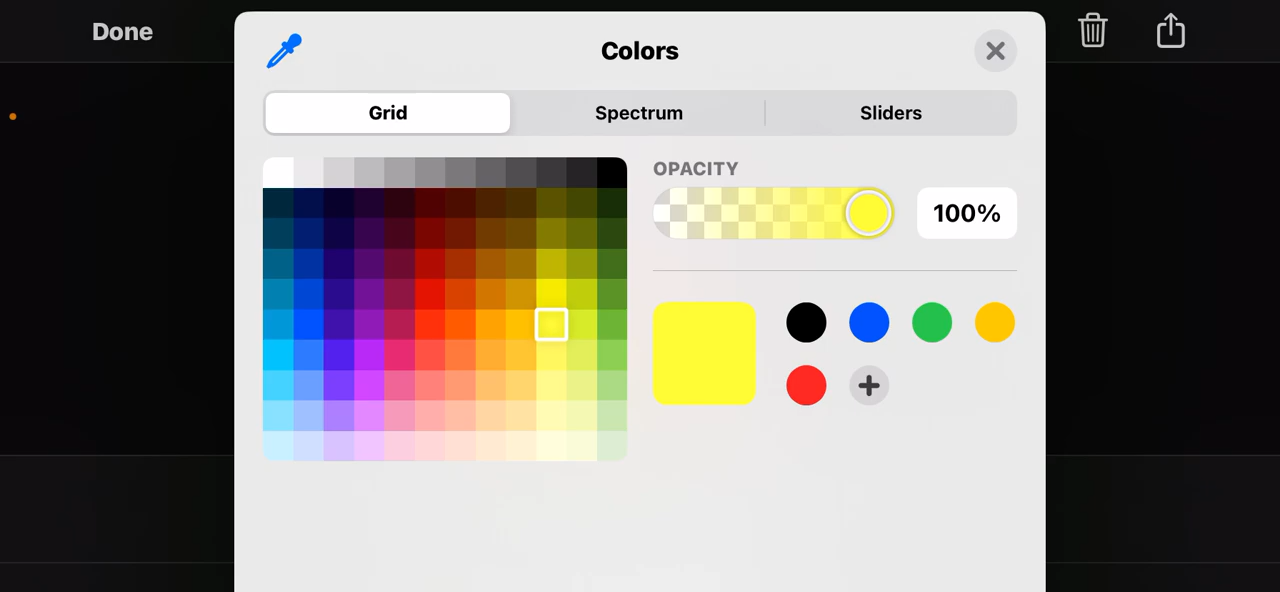 Done
Colors
Grid
Spectrum
Sliders
OPACITY
100%